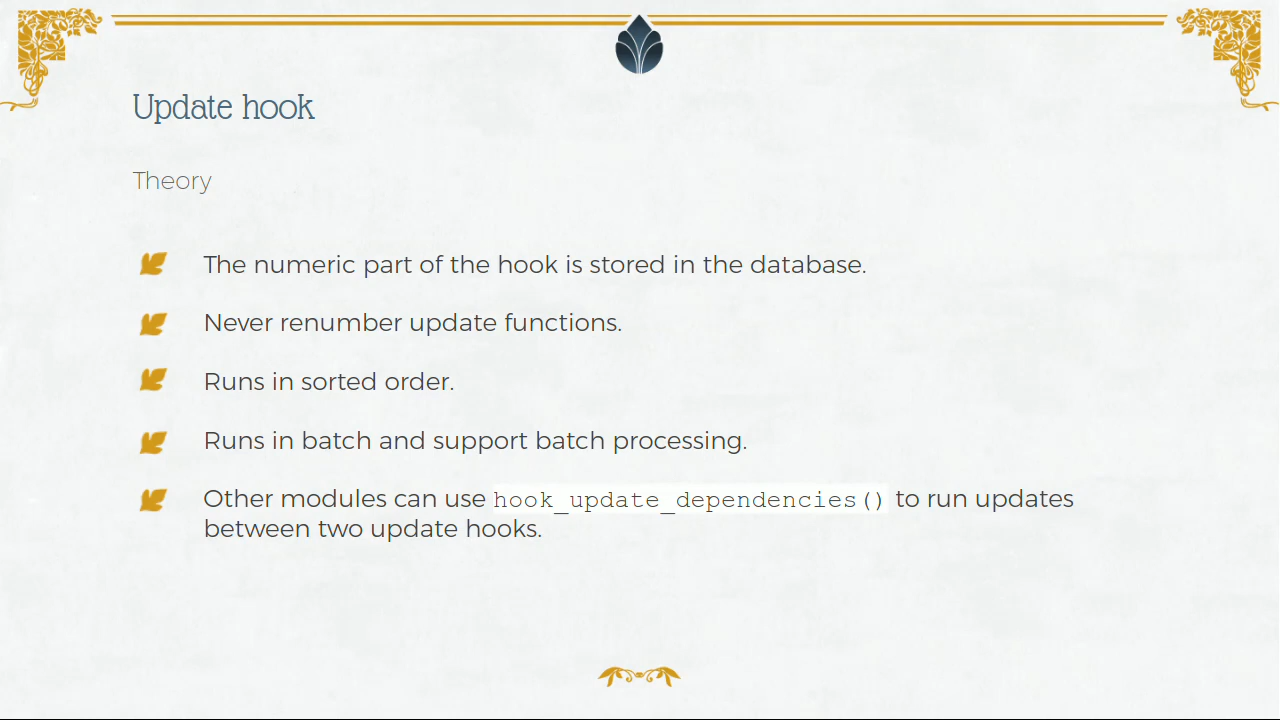 Update hook
Theory
The numeric part of the hook is stored in the database.
Never renumber update functions.
Runs in sorted order.
Runs in batch and support batch processing.
Other modules can use hook_update_dependencies() to run updates
between two update hooks.